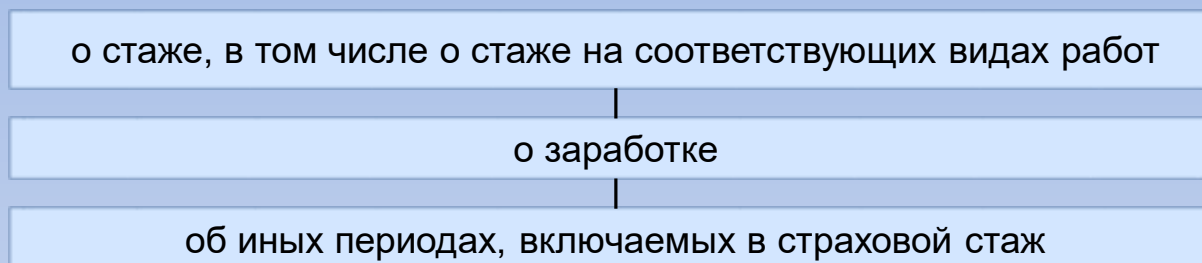 о стаже, в том числе о стаже на соответствующих видах работ
о заработке
об иных периодах, включаемых в страховой стаж